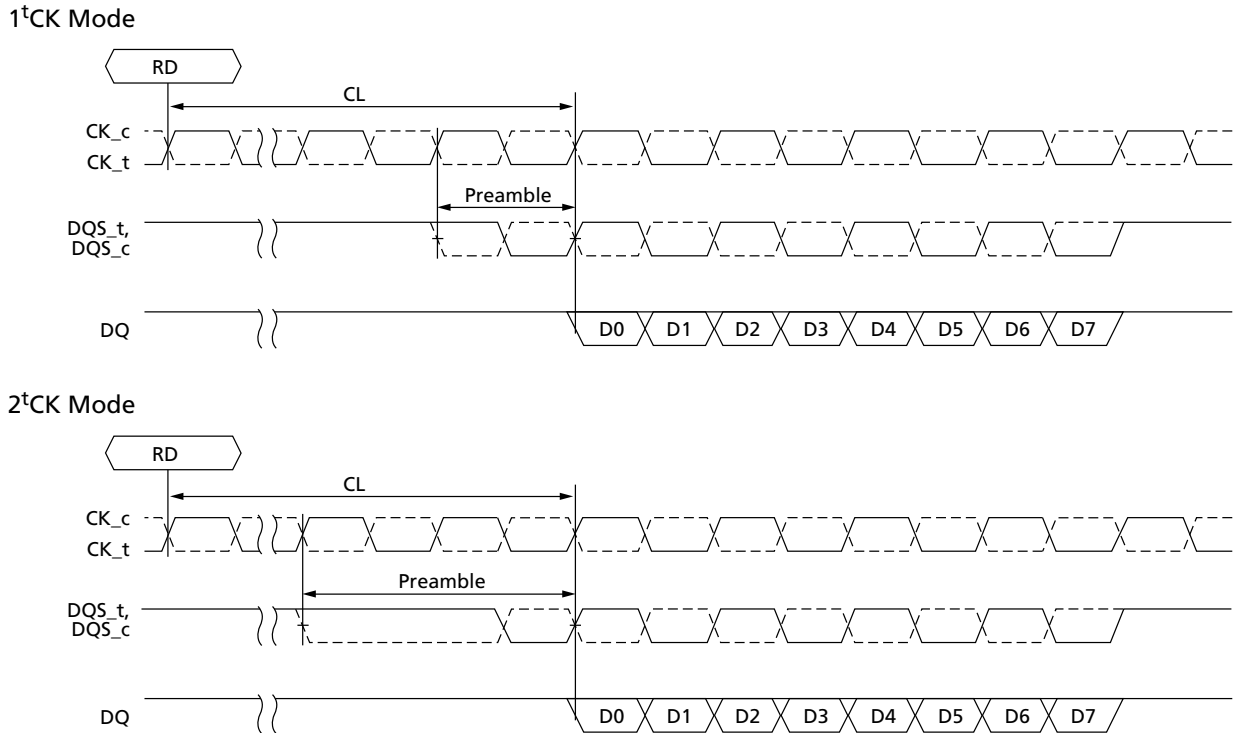 1tCK Mode
RD
CL
CK_c
CK_t
Preamble
DQS_t,
DQS_c
DQ D0 D1 D2 D3 D4 D5 D6 D7
2tCK Mode
RD
CL
CK_c
CK_t
Preamble
DQS_t,
DQS_c
DQ D0 D1 D2 D3 D4 D5 D6 D7